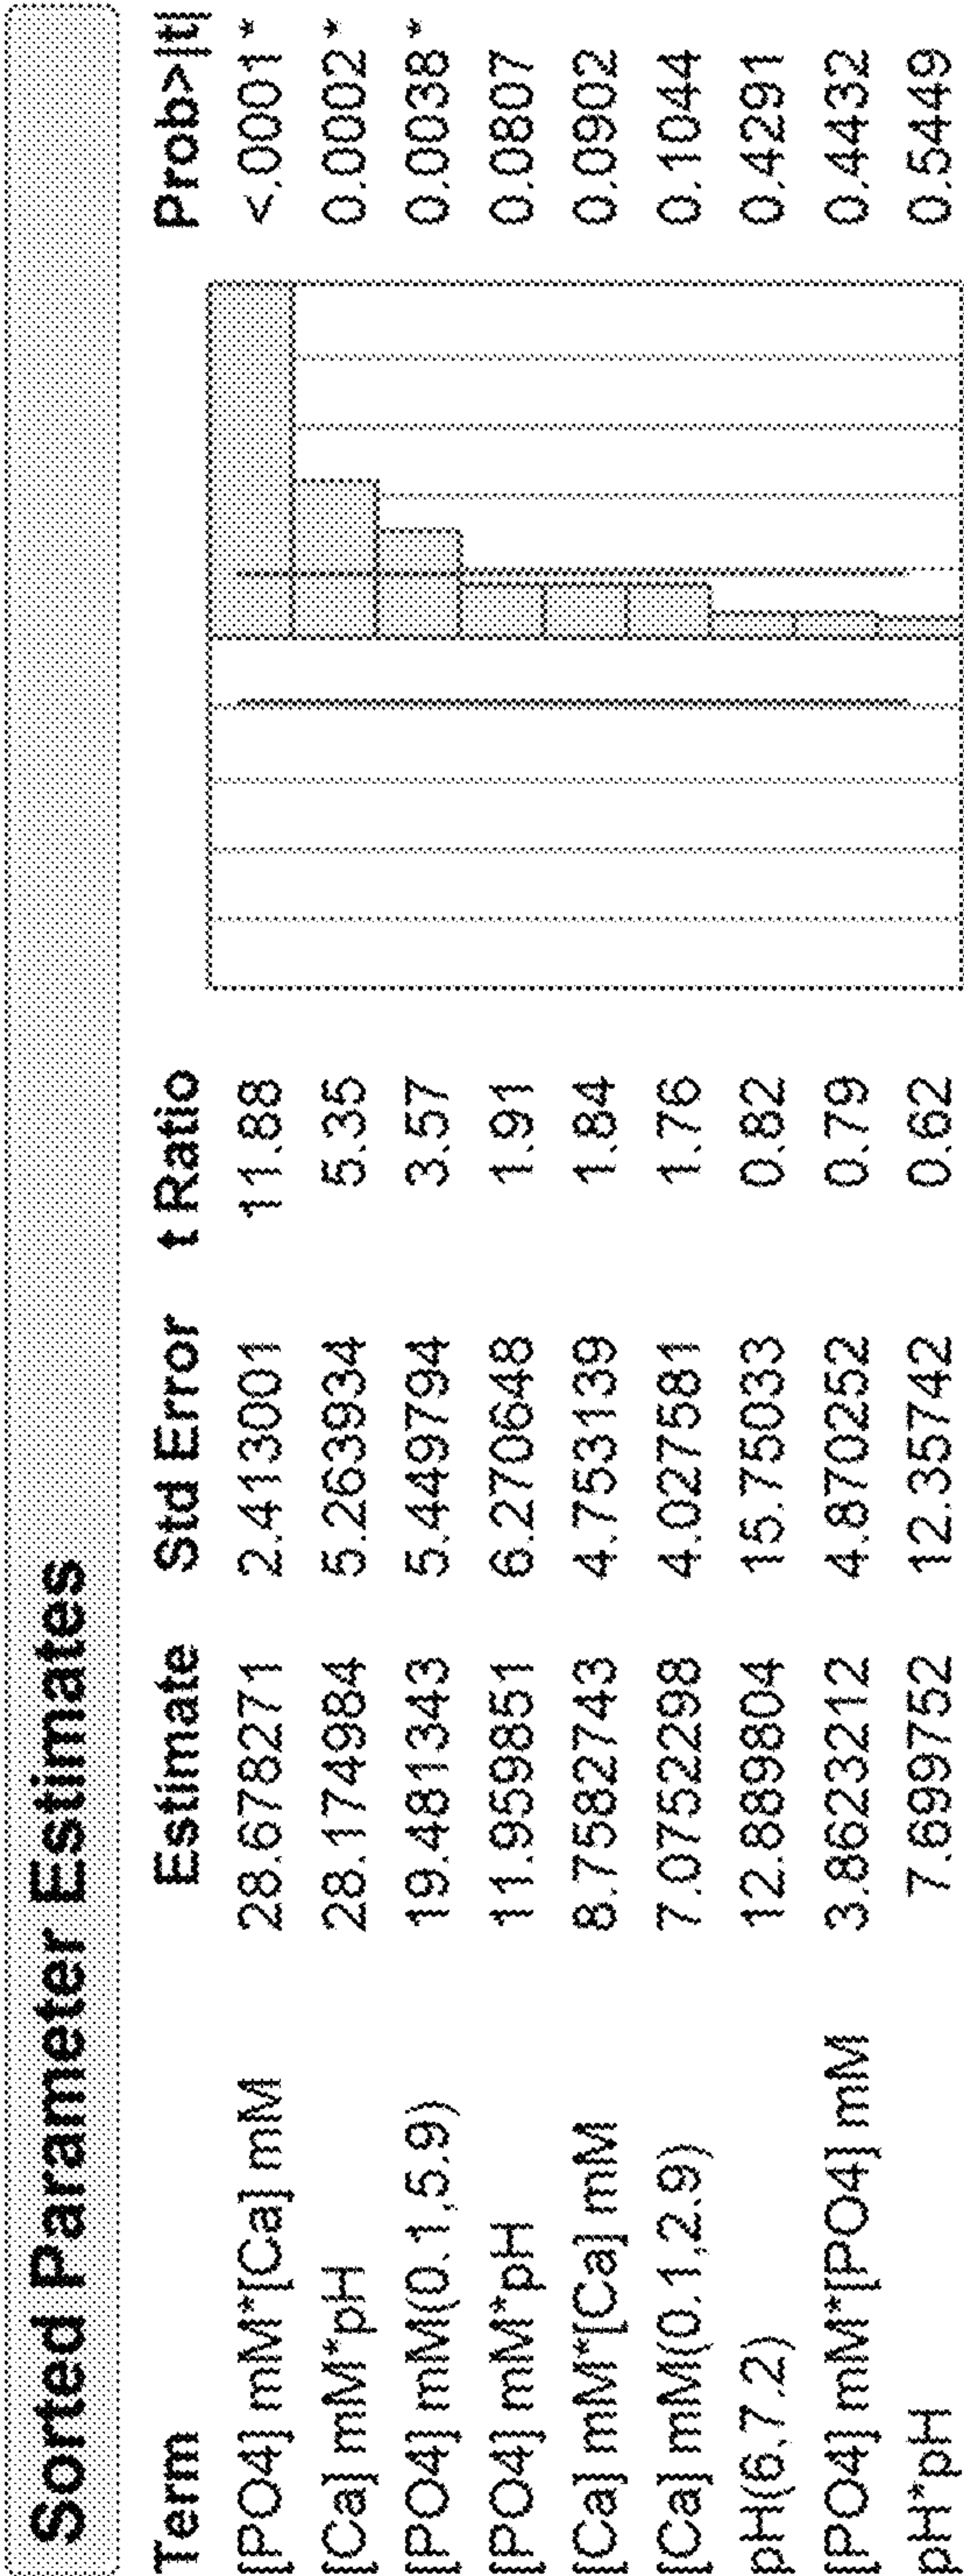 Sorted Parameter Estimates
Term Estimate Std Error t Ratio Prob>|t|
[PO4] mM*[Ca] mM 28.678271 2.413001 11.88 <.0001*
[Ca] mM*pH 28.174984 5.263934 5.35 0.0002*
[PO4] mM(0.1,5.9) 19.481343 5.449794 3.57 0.0038*
[PO4] mM*pH 11.959851 6.270648 1.91 0.0807
[Ca] mM*[Ca] mM 8.7582743 4.753139 1.84 0.0902
[Ca] mM(0.1,2.9) 7.0752298 4.027581 1.76 0.1044
pH(6,7.2) 12.889804 15.75033 0.82 0.4291
[PO4] mM*[PO4] mM 3.8623212 4.870252 0.79 0.4432
pH*pH 7.699752 12.35742 0.62 0.5449